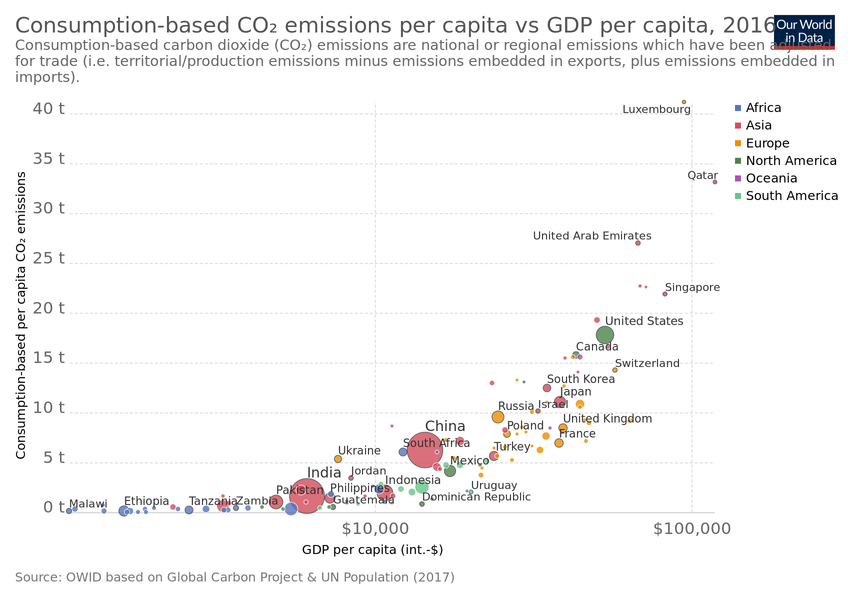 Consumption-based CO₂ emissions per capita vs GDP per capita, 2016
Our World
in Data
Consumption-based carbon dioxide (CO₂) emissions are national or regional emissions which have been adjusted
for trade (i.e. territorial/production emissions minus emissions embedded in exports, plus emissions embedded in
imports).
40 t
35 t
30 t
25 t
20 t
15 t
10 t
5 t
0 t
Consumption-based per capita CO₂ emissions
Luxembourg
Qatar
United Arab Emirates
Singapore
United States
Canada
Switzerland
South Korea
Japan
Russia
Israel
United Kingdom
Poland
France
China
South Africa
Turkey
Ukraine
Mexico
India
Jordan
Indonesia
Pakistan
Philippines
Uruguay
Guatemala
Dominican Republic
Malawi
Ethiopia
Tanzania
Zambia
Africa
Asia
Europe
North America
Oceania
South America
$10,000
$100,000
GDP per capita (int.-$)
Source: OWID based on Global Carbon Project & UN Population (2017)